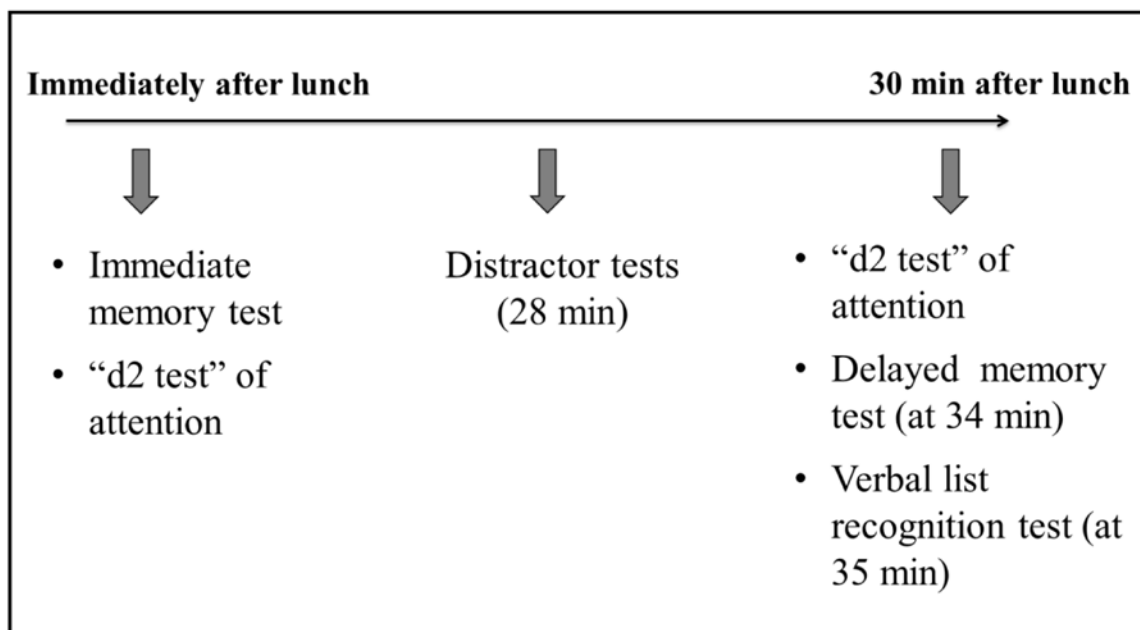 Immediately after lunch
30 min after lunch
• Immediate
memory test
• “d2 test” of
attention
Distractor tests
(28 min)
• “d2 test” of
attention
• Delayed memory
test (at 34 min)
• Verbal list
recognition test (at
35 min)